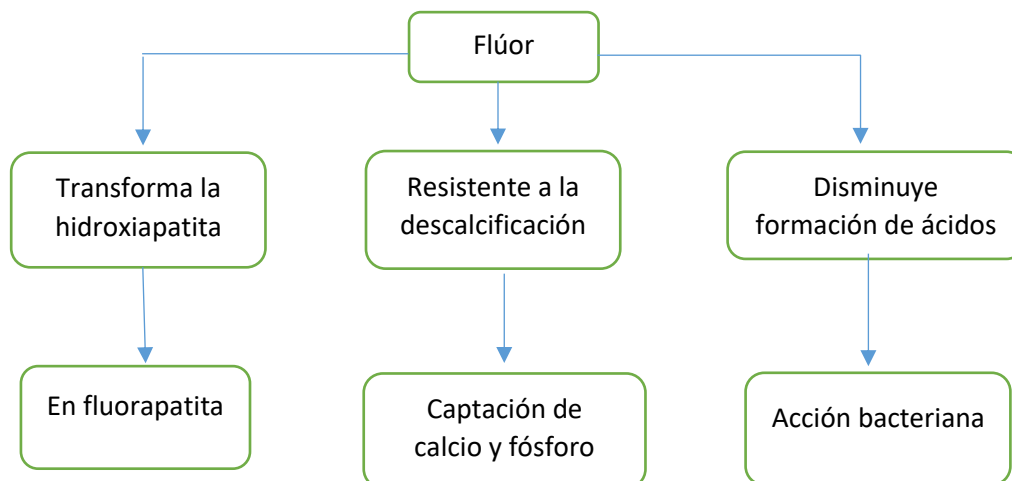 Flúor
Transforma la
hidroxiapatita
Resistente a la
descalcificación
Disminuye
formación de ácidos
En fluorapatita
Captación de
calcio y fósforo
Acción bacteriana